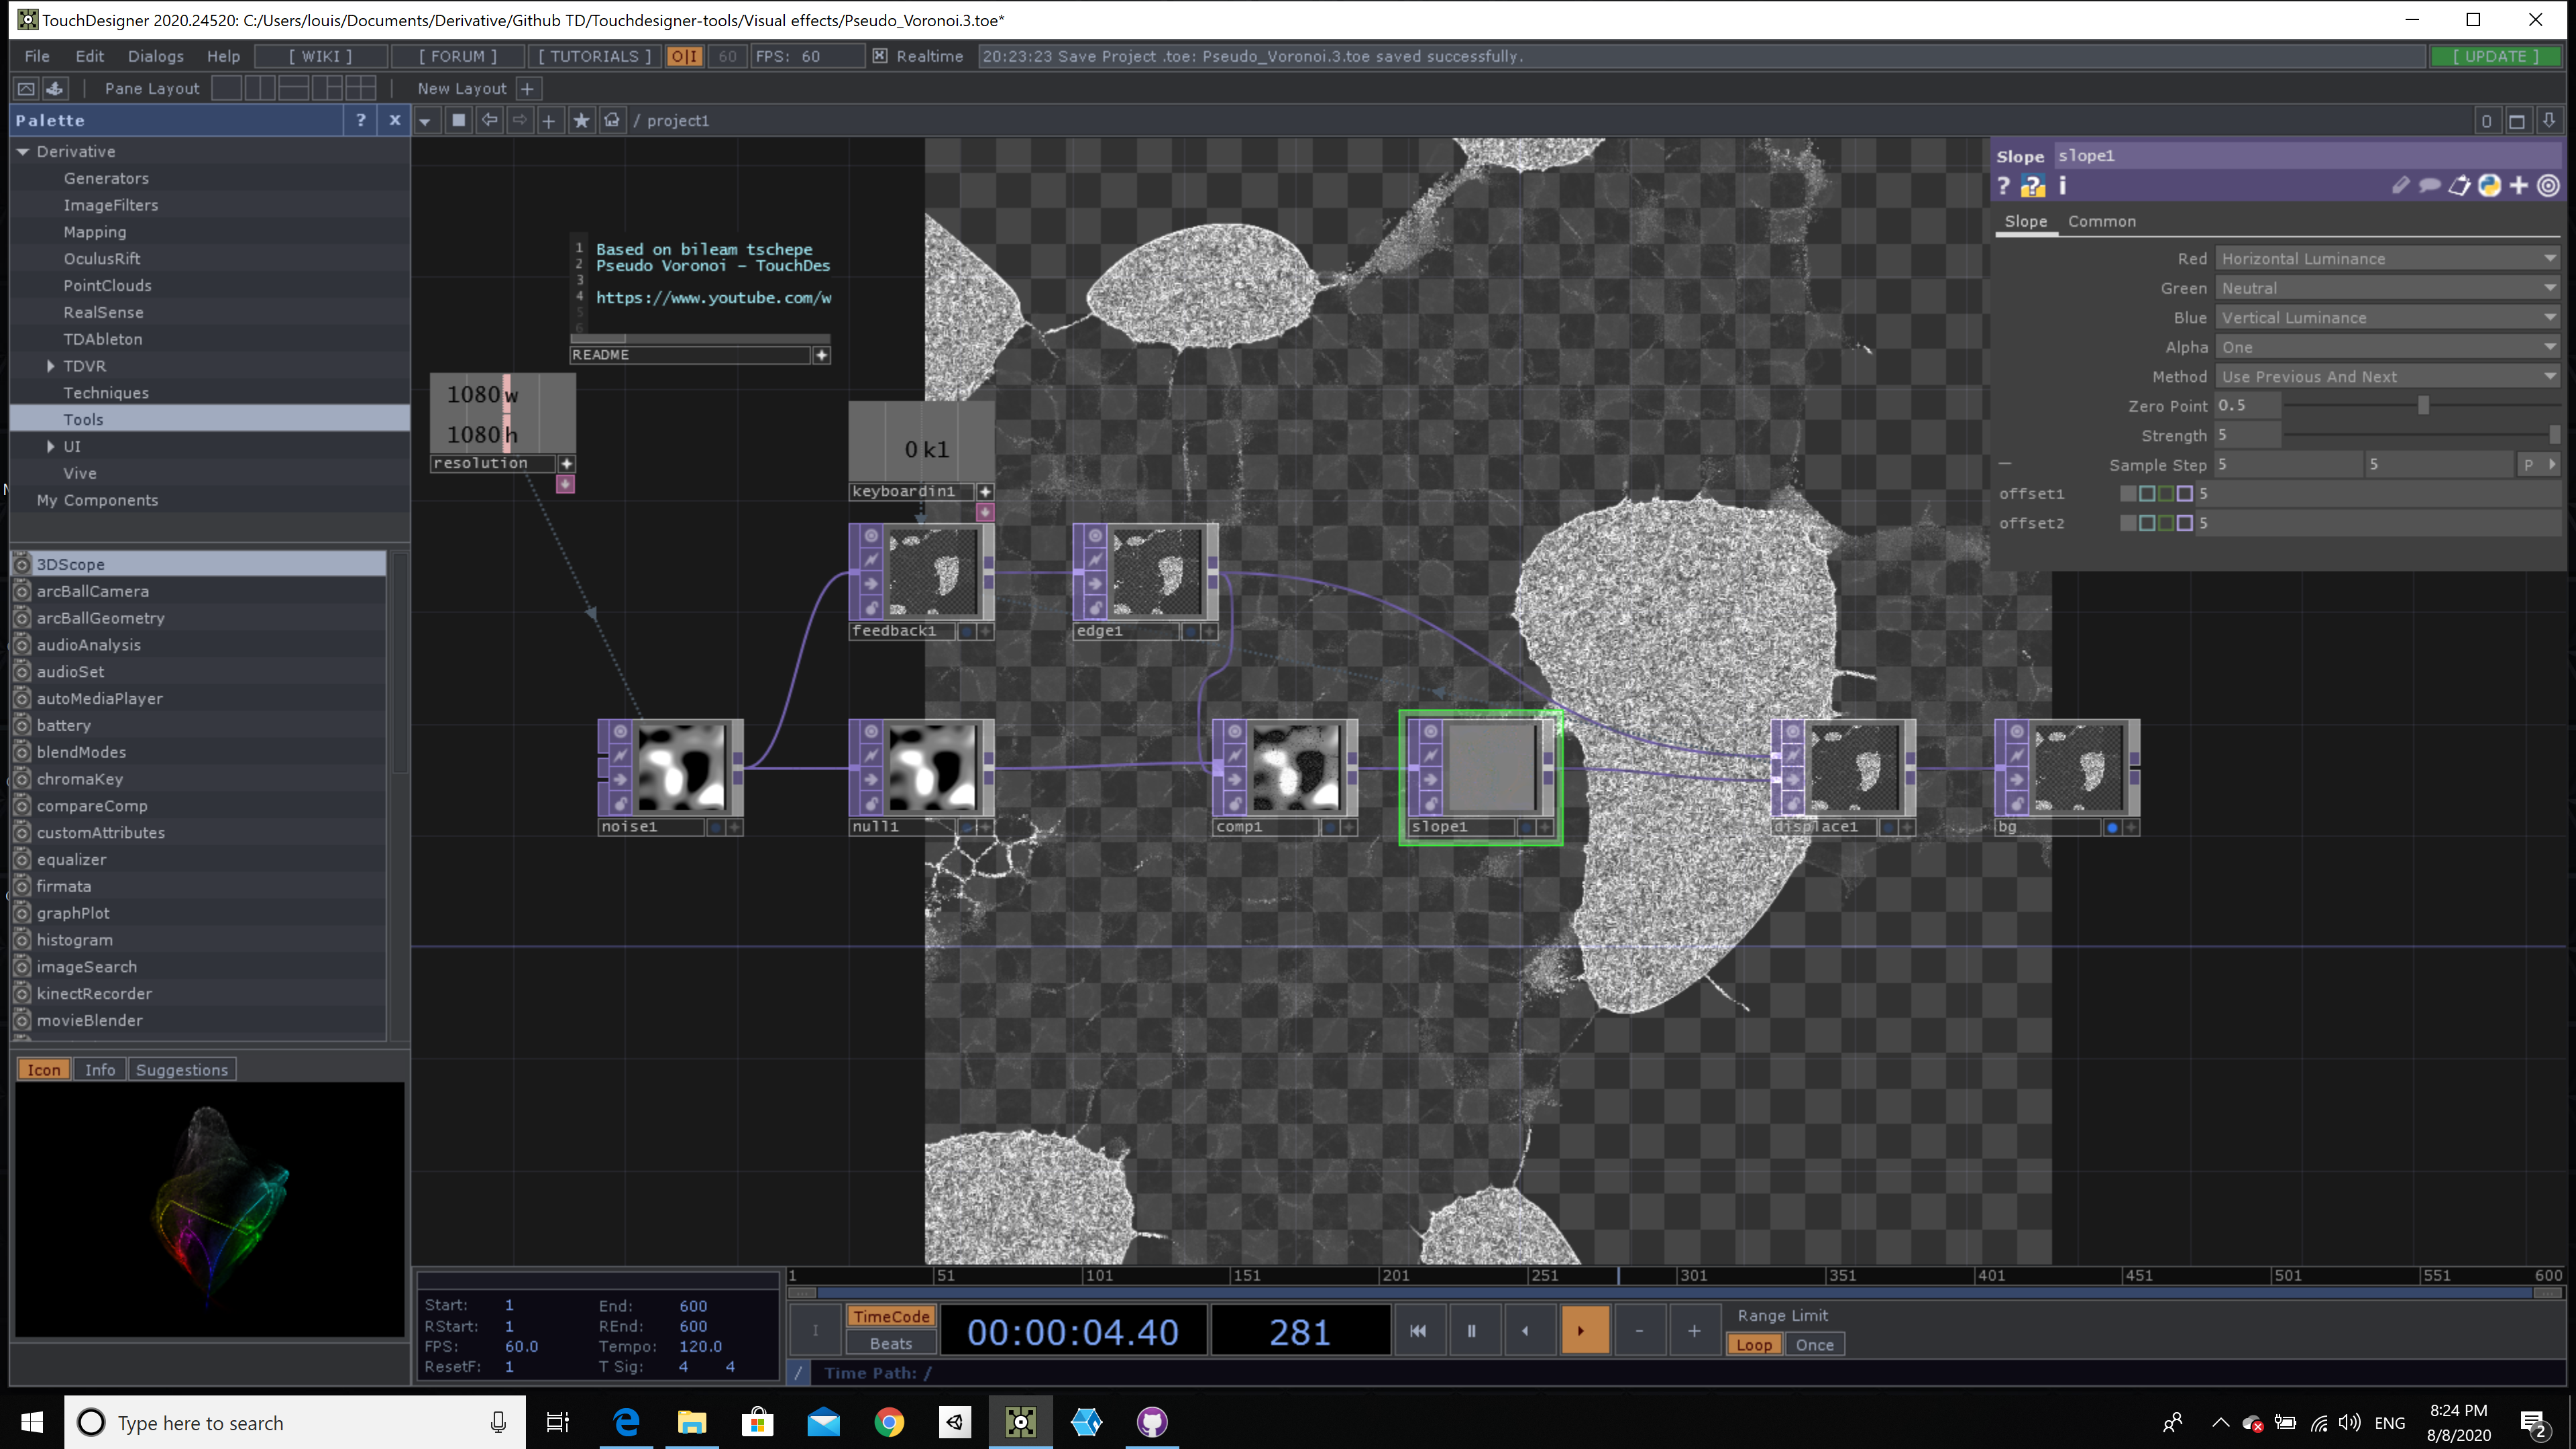 TouchDesigner 2020.24520: C:/Users/louis/Documents/Derivative/Github TD/Touchdesigner-tools/Visual effects/Pseudo_Voronoi.3.toe*
File Edit Dialogs Help [ WIKI ] [ FORUM ] [ TUTORIALS ] O|I 60 FPS: 60 Realtime 20:23:23 Save Project .toe: Pseudo_Voronoi.3.toe saved successfully. [ UPDATE ]
Pane Layout New Layout +
Palette ? x / project1 0
Derivative
Generators
ImageFilters
Mapping
OculusRift
PointClouds
RealSense
TDAbleton
TDVR
Techniques
Tools
UI
Vive
My Components
3DScope
arcBallCamera
arcBallGeometry
audioAnalysis
audioSet
autoMediaPlayer
battery
blendModes
chromaKey
compareComp
customAttributes
equalizer
firmata
graphPlot
histogram
imageSearch
kinectRecorder
movieBlender
Icon Info Suggestions
1 Based on bileam tschepe
2 Pseudo Voronoi - TouchDes
3
4 https://www.youtube.com/w
5
6
README
1080 w
1080 h
resolution
0 k1
keyboardin1
feedback1
edge1
noise1
null1
comp1
slope1
displace1
bg
Slope slope1
? ? i
Slope Common
Red Horizontal Luminance
Green Neutral
Blue Vertical Luminance
Alpha One
Method Use Previous And Next
Zero Point 0.5
Strength 5
Sample Step 5 5 P
offset1 5
offset2 5
1 51 101 151 201 251 301 351 401 451 501 551 600
Start: 1 End: 600
RStart: 1 REnd: 600
FPS: 60.0 Tempo: 120.0
ResetF: 1 T Sig: 4 4
I TimeCode
Beats
00:00:04.40 281
- +
Range Limit
Loop Once
/ Time Path: /
Type here to search
ENG
8:24 PM
8/8/2020
2